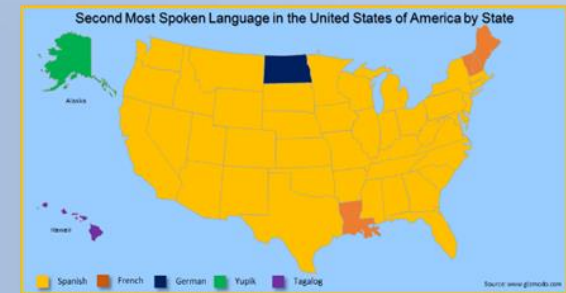 Second Most Spoken Language in the United States of America by State
Alaska
Hawaii
Spanish French German Yupik Tagalog
Source: www.gizmodo.com